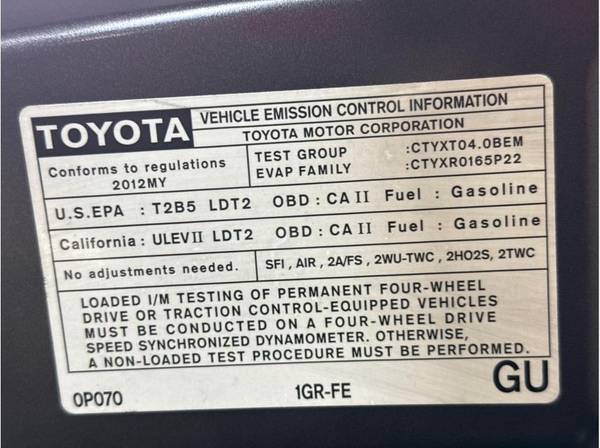 TOYOTA
VEHICLE EMISSION CONTROL INFORMATION
TOYOTA MOTOR CORPORATION
Conforms to regulations
2012MY
TEST GROUP :CTYXT04.0BEM
EVAP FAMILY :CTYXR0165P22
U.S.EPA : T2B5 LDT2 OBD : CA II Fuel : Gasoline
California : ULEV II LDT2 OBD : CA II Fuel : Gasoline
No adjustments needed.
SFI , AIR , 2A/FS , 2WU-TWC , 2HO2S, 2TWC
LOADED I/M TESTING OF PERMANENT FOUR-WHEEL
DRIVE OR TRACTION CONTROL-EQUIPPED VEHICLES
MUST BE CONDUCTED ON A FOUR-WHEEL DRIVE
SPEED SYNCHRONIZED DYNAMOMETER. OTHERWISE,
A NON-LOADED TEST PROCEDURE MUST BE PERFORMED.
0P070 1GR-FE GU